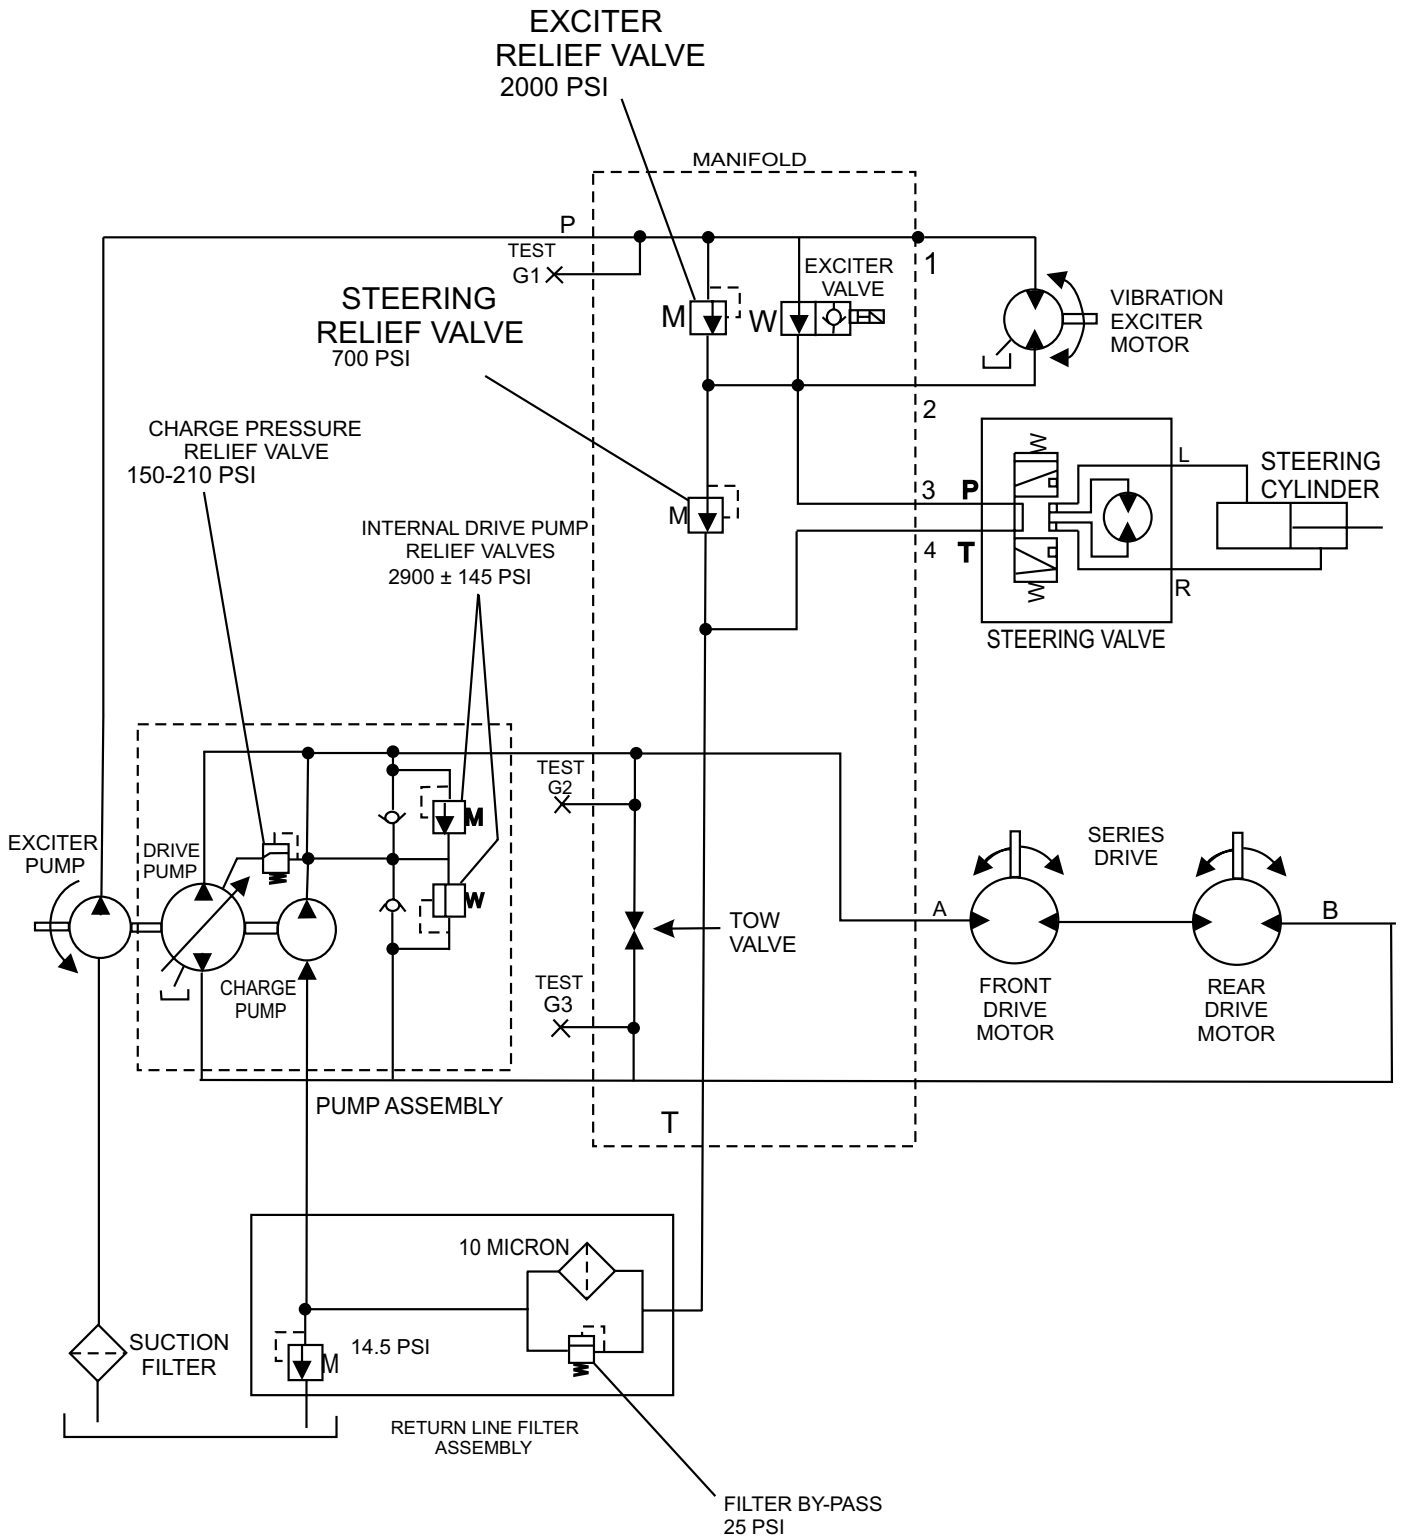 EXCITER
RELIEF VALVE
2000 PSI
MANIFOLD
P
TEST
G1
1
EXCITER
VALVE
STEERING
RELIEF VALVE
700 PSI
M
W
VIBRATION
EXCITER
MOTOR
2
CHARGE PRESSURE
RELIEF VALVE
150-210 PSI
L
STEERING
CYLINDER
3
P
M
INTERNAL DRIVE PUMP
RELIEF VALVES
2900 ± 145 PSI
4
T
R
STEERING VALVE
TEST
G2
M
EXCITER
PUMP
DRIVE
PUMP
SERIES
DRIVE
W
A
B
TOW
VALVE
CHARGE
PUMP
TEST
G3
FRONT
DRIVE
MOTOR
REAR
DRIVE
MOTOR
PUMP ASSEMBLY
T
10 MICRON
SUCTION
FILTER
14.5 PSI
M
RETURN LINE FILTER
ASSEMBLY
FILTER BY-PASS
25 PSI